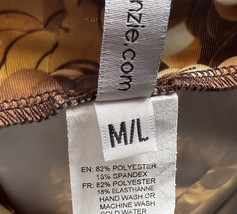 nzie.com
M/L
EN: 82% POLYESTER
18% SPANDEX
FR: 82% POLYESTER
18% ELASTHANNE
HAND WASH OR
MACHINE WASH
COLD WATER